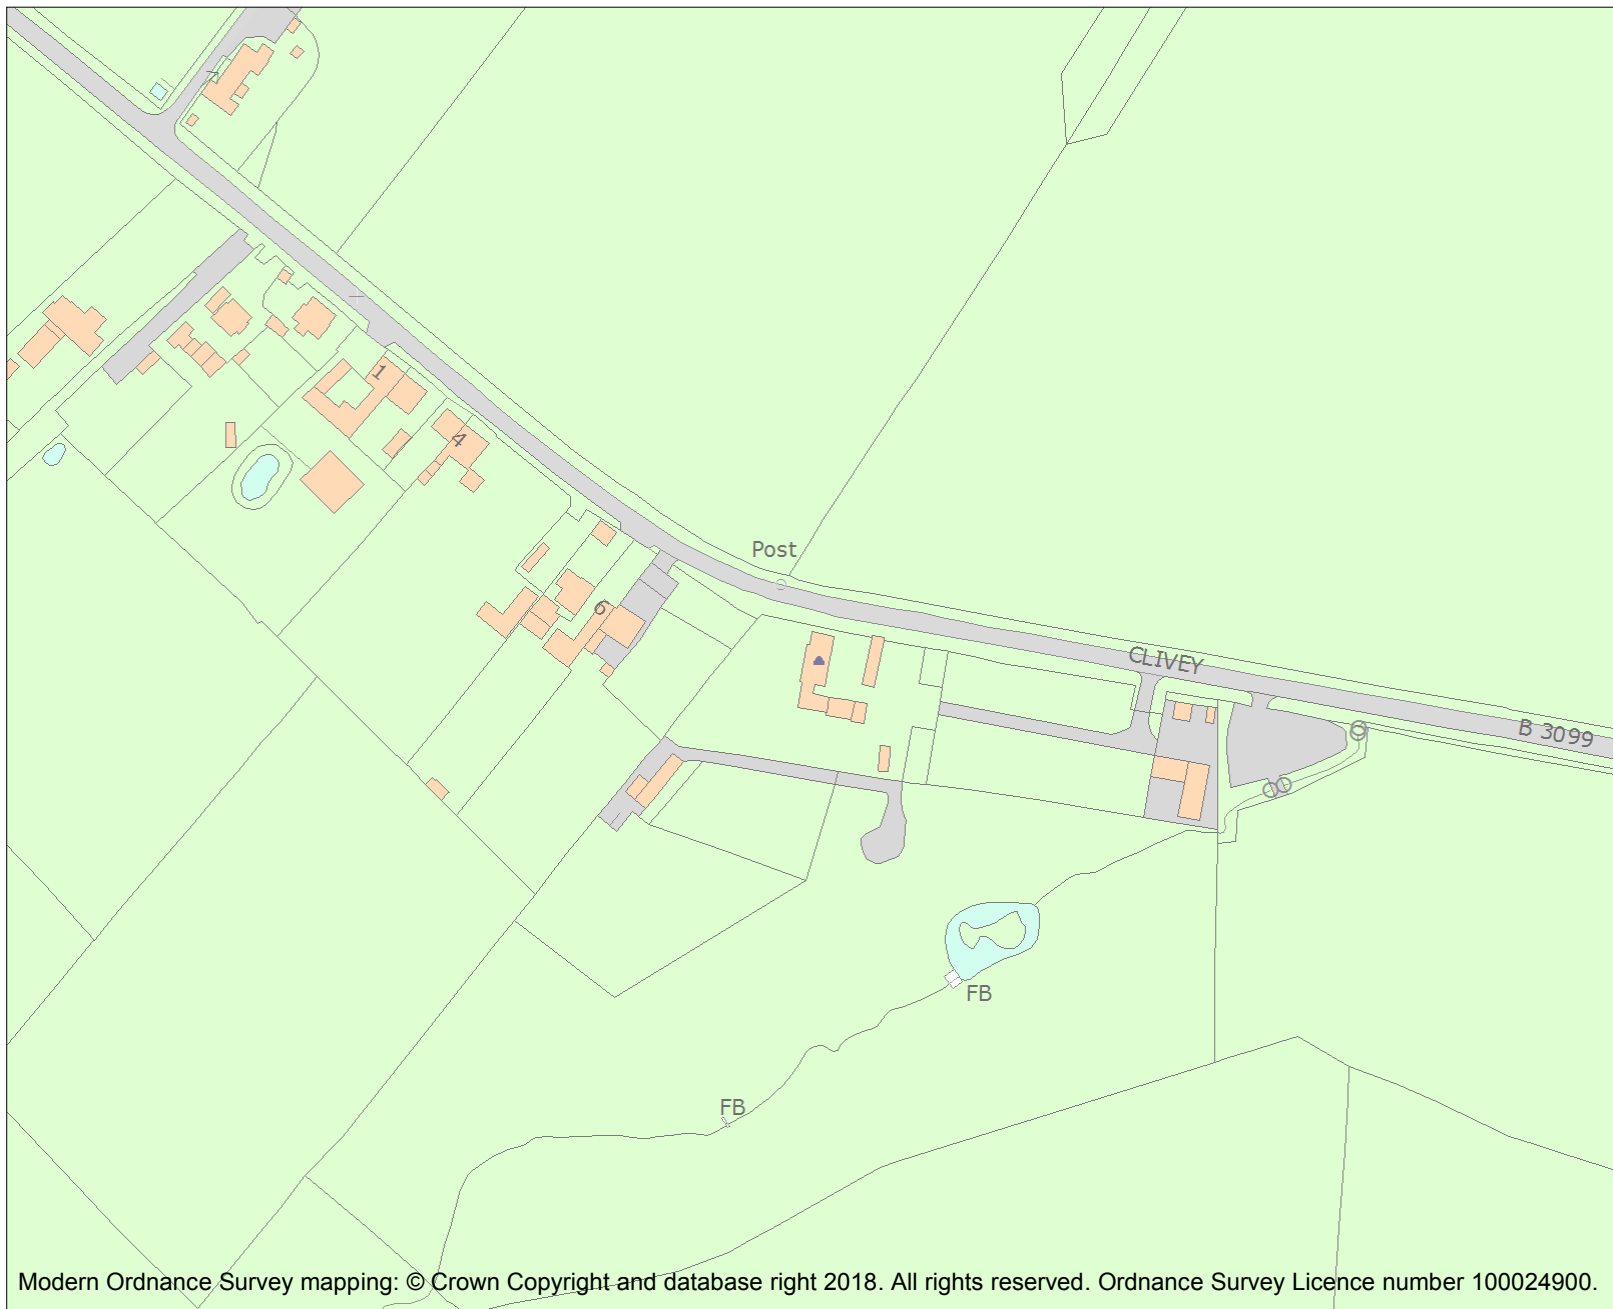 7
1
4
Post
6
CLIVEY
B 3099
FB
FB
Modern Ordnance Survey mapping: © Crown Copyright and database right 2018. All rights reserved. Ordnance Survey Licence number 100024900.